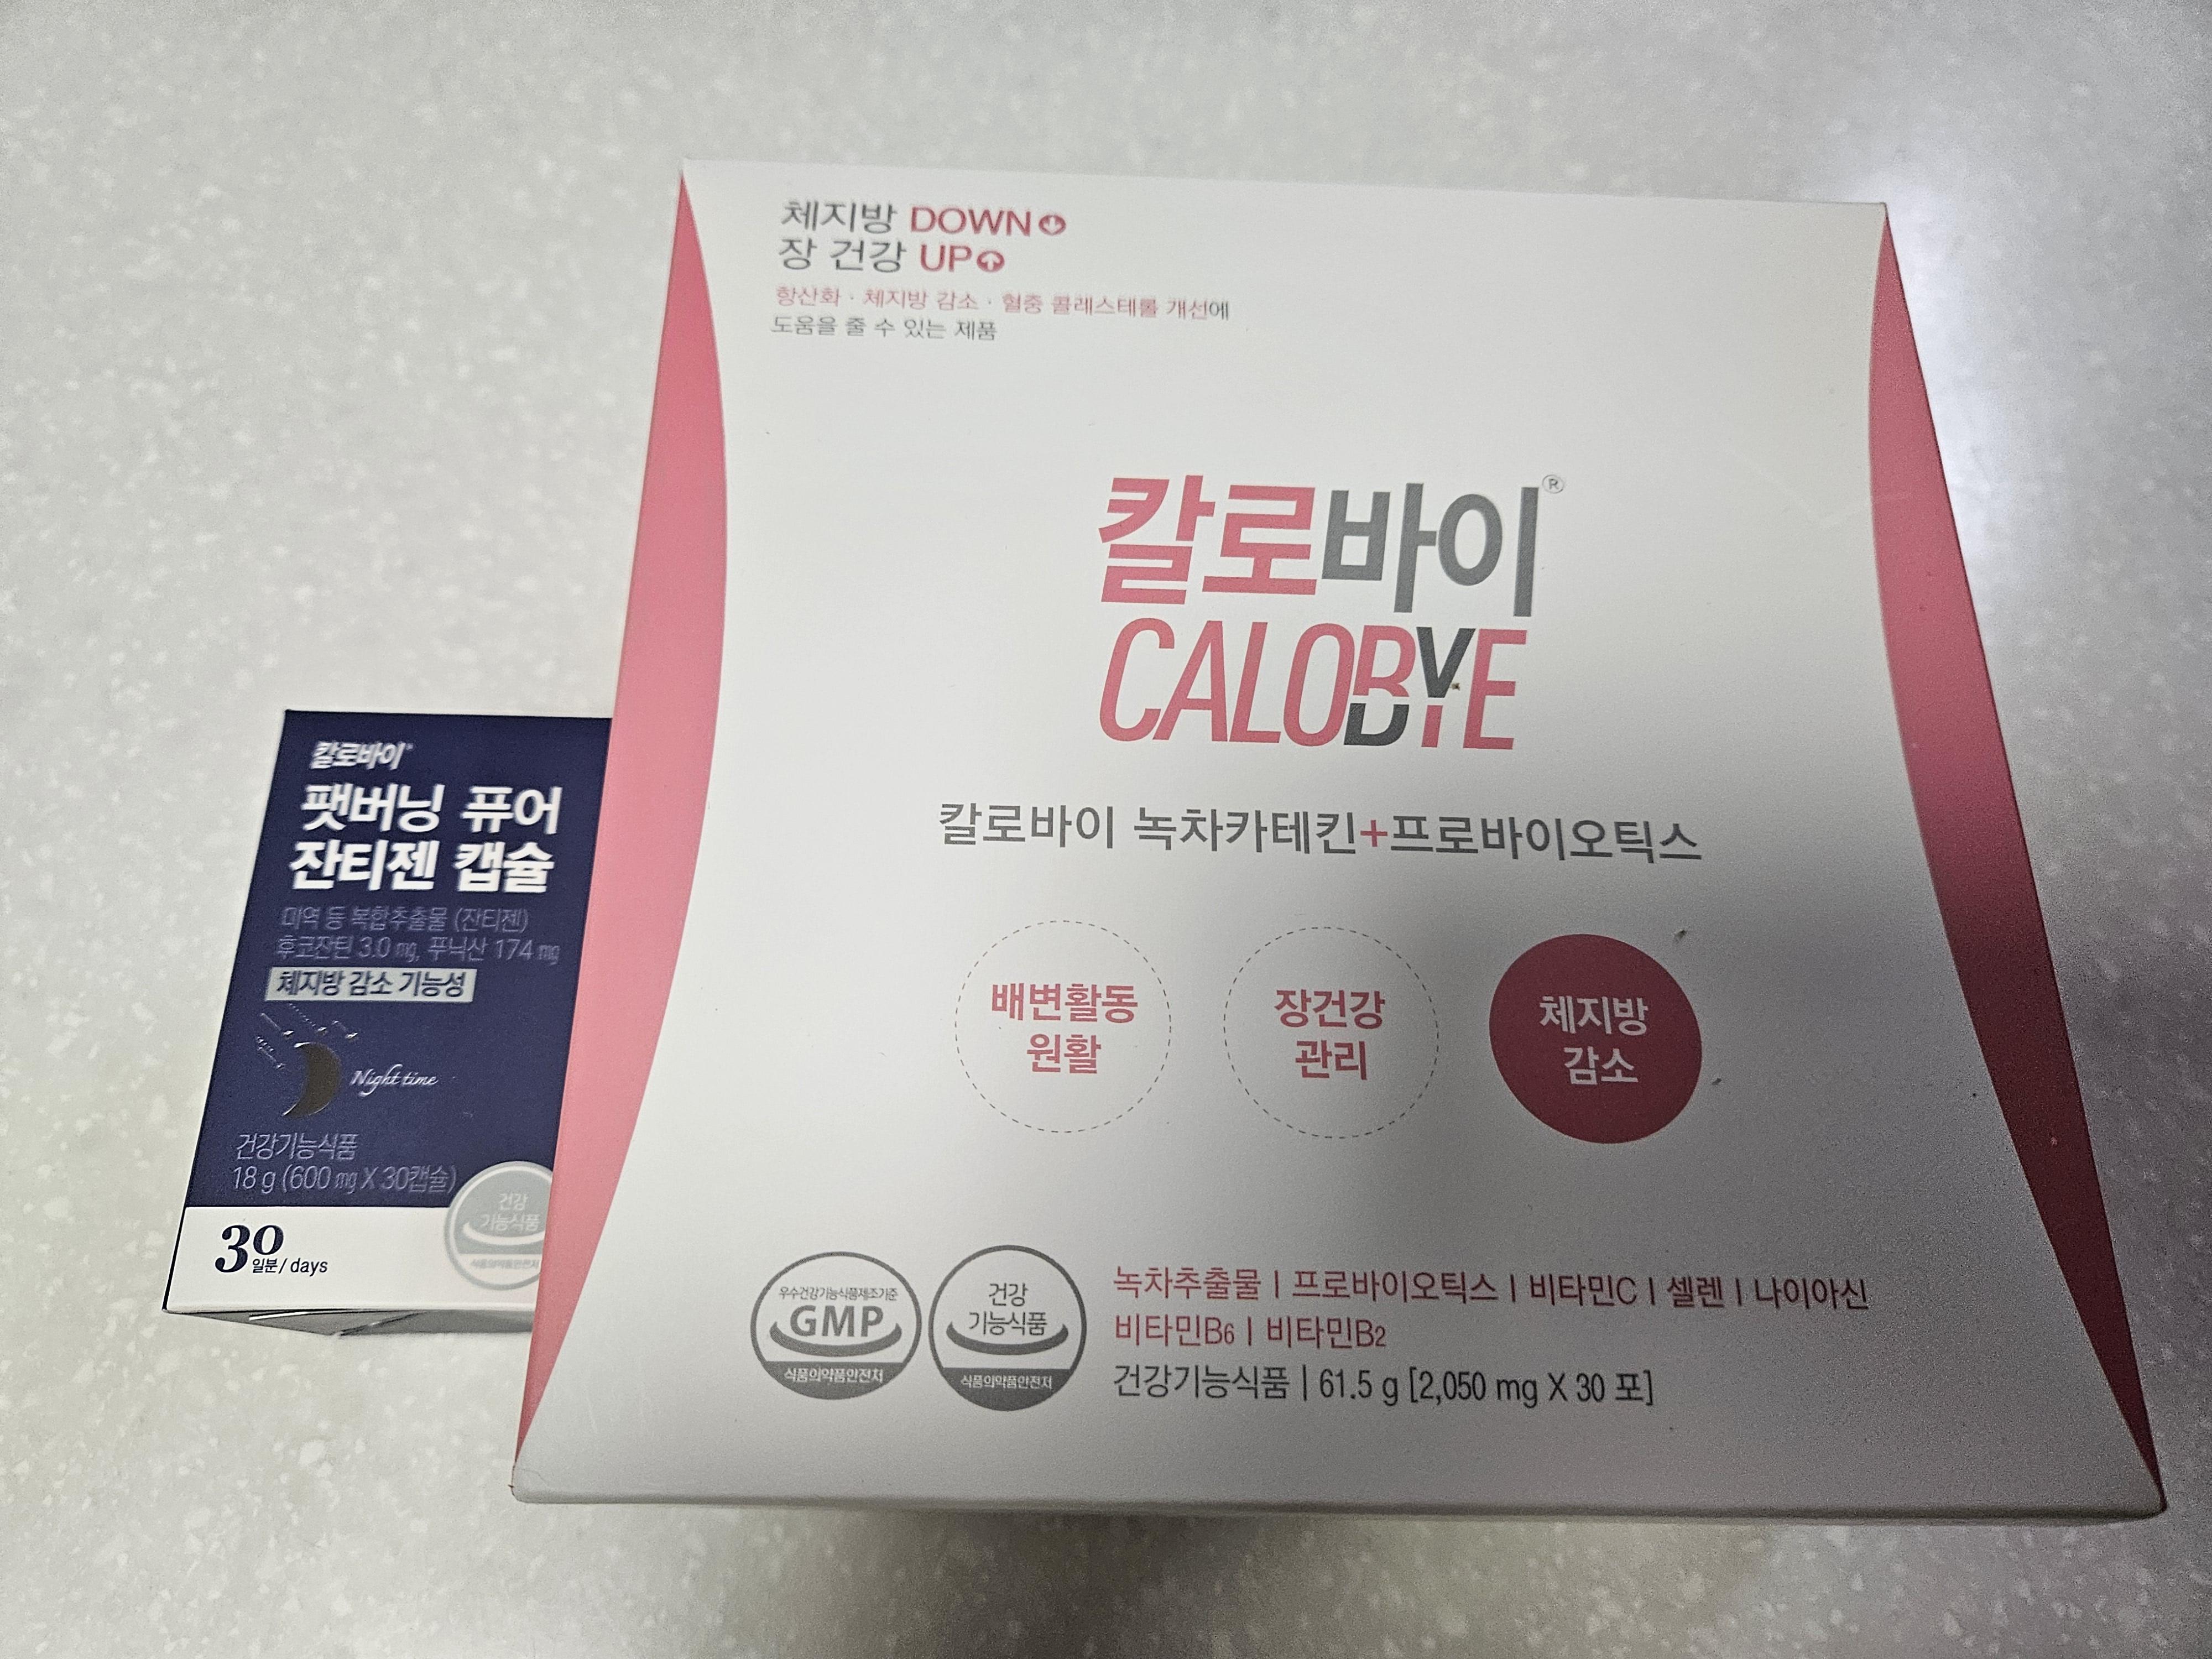 체지방 DOWN
장 건강 UP
항산화 · 체지방 감소 · 혈중 콜레스테롤 개선에
도움을 줄 수 있는 제품
칼로바이®
CALOBYE
칼로바이 녹차카테킨+프로바이오틱스
배변활동
원활
장건강
관리
체지방
감소
우수건강기능식품제조기준
GMP
식품의약품안전처
건강
기능식품
식품의약품안전처
녹차추출물 | 프로바이오틱스 | 비타민C | 셀렌 | 나이아신
비타민B6 | 비타민B2
건강기능식품 | 61.5 g [2,050 mg X 30 포]
칼로바이®
팻버닝 퓨어
잔티젠 캡슐
미역 등 복합추출물 (잔티젠)
후코잔틴 3.0 mg, 푸닉산 174 mg
체지방 감소 기능성
Night time
건강기능식품
18 g (600 mg X 30캡슐)
30
일분/days
건강
기능식품
식품의약품안전처